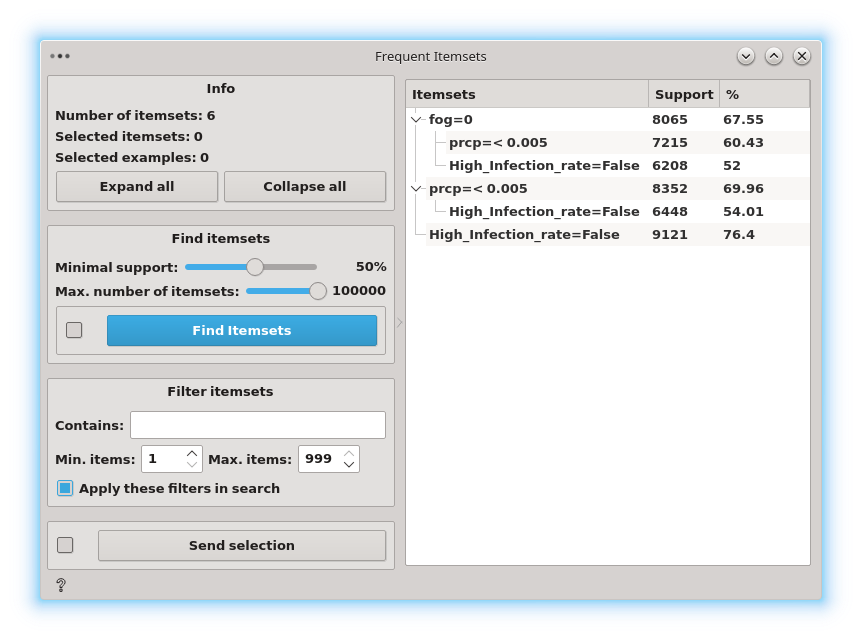 Frequent Itemsets
Info
Number of itemsets: 6
Selected itemsets: 0
Selected examples: 0
Expand all
Collapse all
Find itemsets
Minimal support: 50%
Max. number of itemsets: 100000
Find Itemsets
Filter itemsets
Contains:
Min. items: 1 Max. items: 999
Apply these filters in search
Send selection
?
Itemsets Support %
fog=0 8065 67.55
prcp=< 0.005 7215 60.43
High_Infection_rate=False 6208 52
prcp=< 0.005 8352 69.96
High_Infection_rate=False 6448 54.01
High_Infection_rate=False 9121 76.4